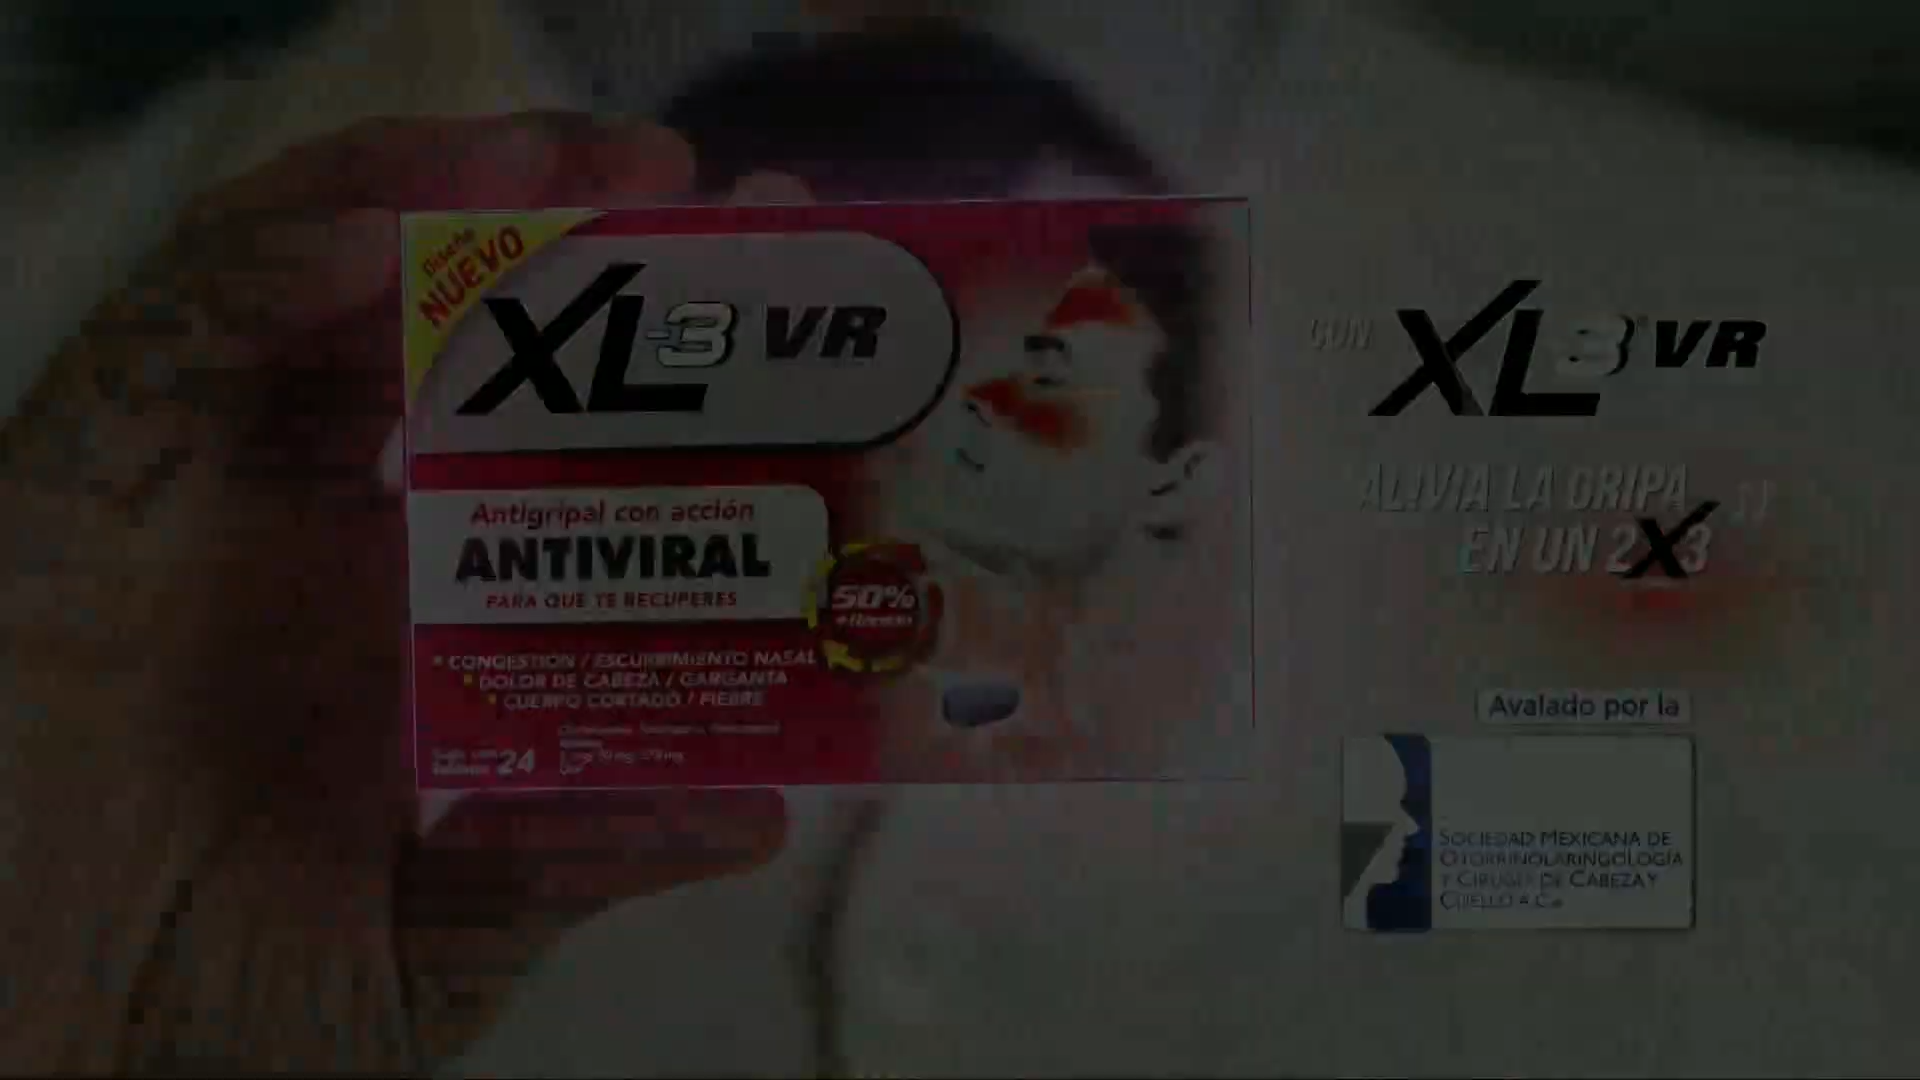 Diseño
NUEVO
XL-3 VR
Antigripal con acción
ANTIVIRAL
PARA QUE TE RECUPERES
50%
• CONGESTIÓN / ESCURRIMIENTO NASAL
• DOLOR DE CABEZA / GARGANTA
• CUERPO CORTADO / FIEBRE
24
CON XL3 VR
ALIVIA LA GRIPA
EN UN 2X3
Avalado por la
SOCIEDAD MEXICANA DE
OTORRINOLARINGOLOGÍA
Y CIRUGÍA DE CABEZA Y
CUELLO A.C.